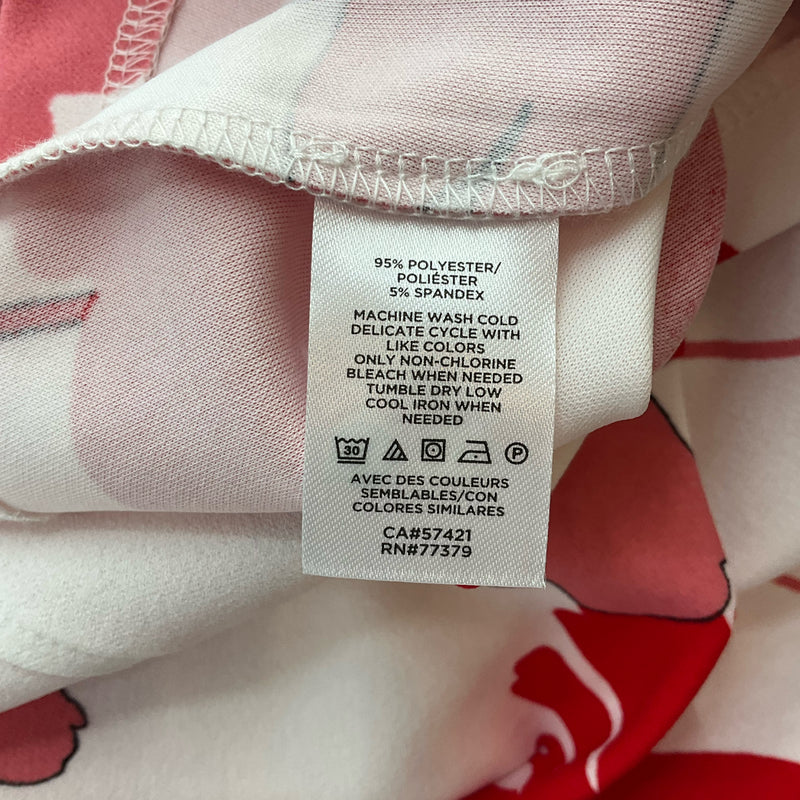 95% POLYESTER/
POLIÉSTER
5% SPANDEX
MACHINE WASH COLD
DELICATE CYCLE WITH
LIKE COLORS
ONLY NON-CHLORINE
BLEACH WHEN NEEDED
TUMBLE DRY LOW
COOL IRON WHEN
NEEDED
30 P
AVEC DES COULEURS
SEMBLABLES/CON
COLORES SIMILARES
CA#57421
RN#77379